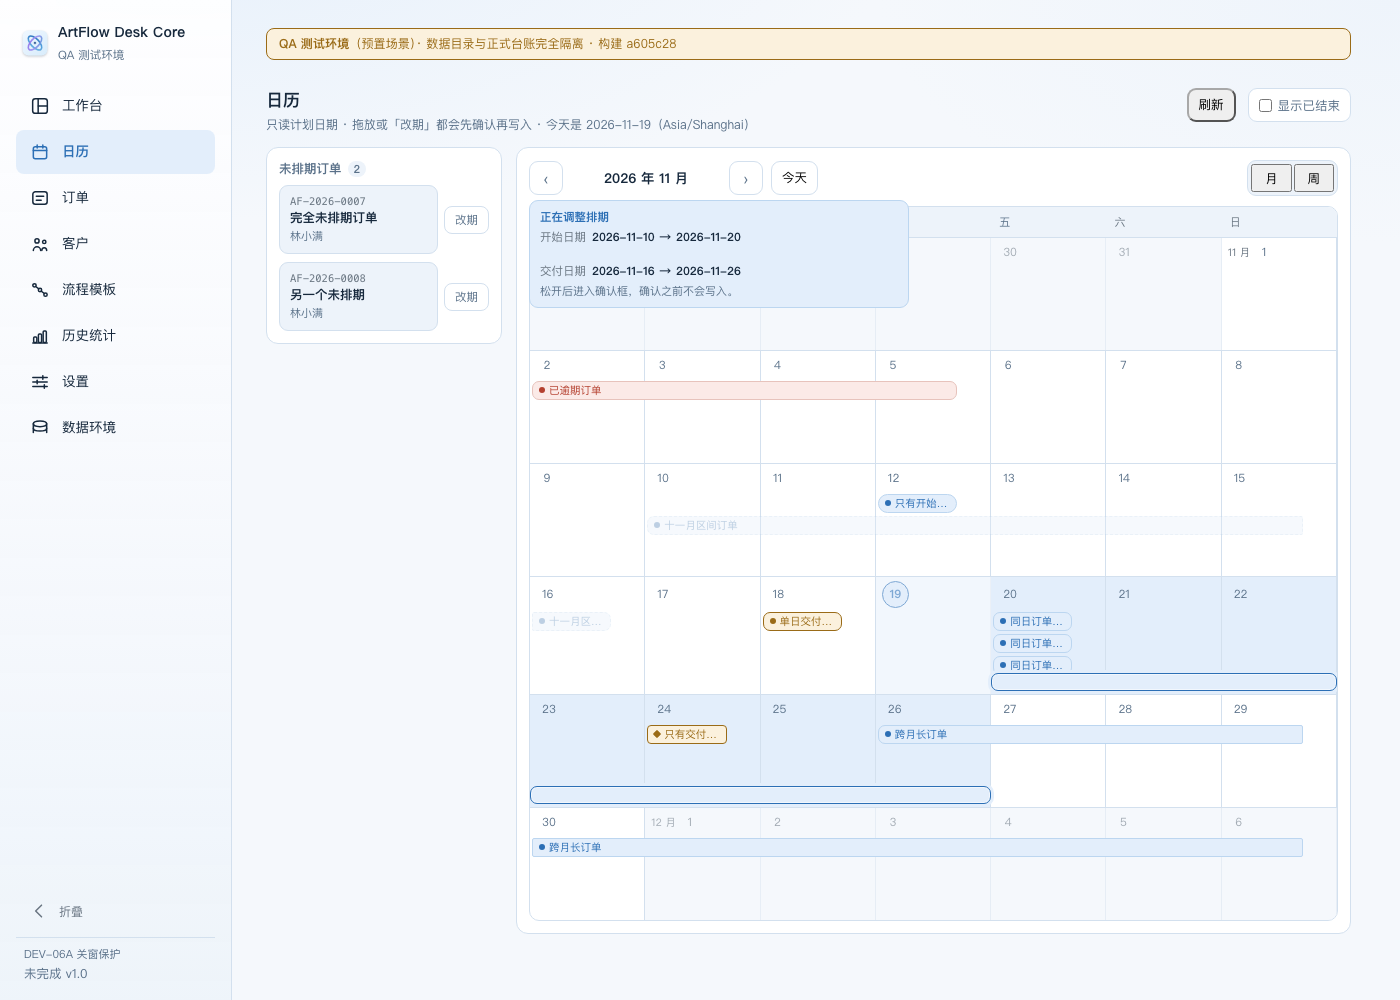 ArtFlow Desk Core
QA 测试环境
工作台
日历
订单
客户
流程模板
历史统计
设置
数据环境
折叠
DEV-06A 关窗保护
未完成 v1.0
QA 测试环境（预置场景）· 数据目录与正式台账完全隔离 · 构建 a605c28
日历
只读计划日期 · 拖放或「改期」都会先确认再写入 · 今天是 2026-11-19（Asia/Shanghai）
刷新
显示已结束
未排期订单 2
AF-2026-0007
完全未排期订单
林小满
改期
AF-2026-0008
另一个未排期
林小满
改期
‹
2026 年 11 月
›
今天
月 周
正在调整排期
开始日期 2026-11-10 → 2026-11-20
交付日期 2026-11-16 → 2026-11-26
松开后进入确认框，确认之前不会写入。
五 六 日
30 31 11 月 1
2 3 4 5 6 7 8
已逾期订单
9 10 11 12 13 14 15
只有开始…
十一月区间订单
16 17 18 19 20 21 22
十一月区…
单日交付…
同日订单…
同日订单…
同日订单…
23 24 25 26 27 28 29
只有交付…
跨月长订单
30 12 月 1 2 3 4 5 6
跨月长订单